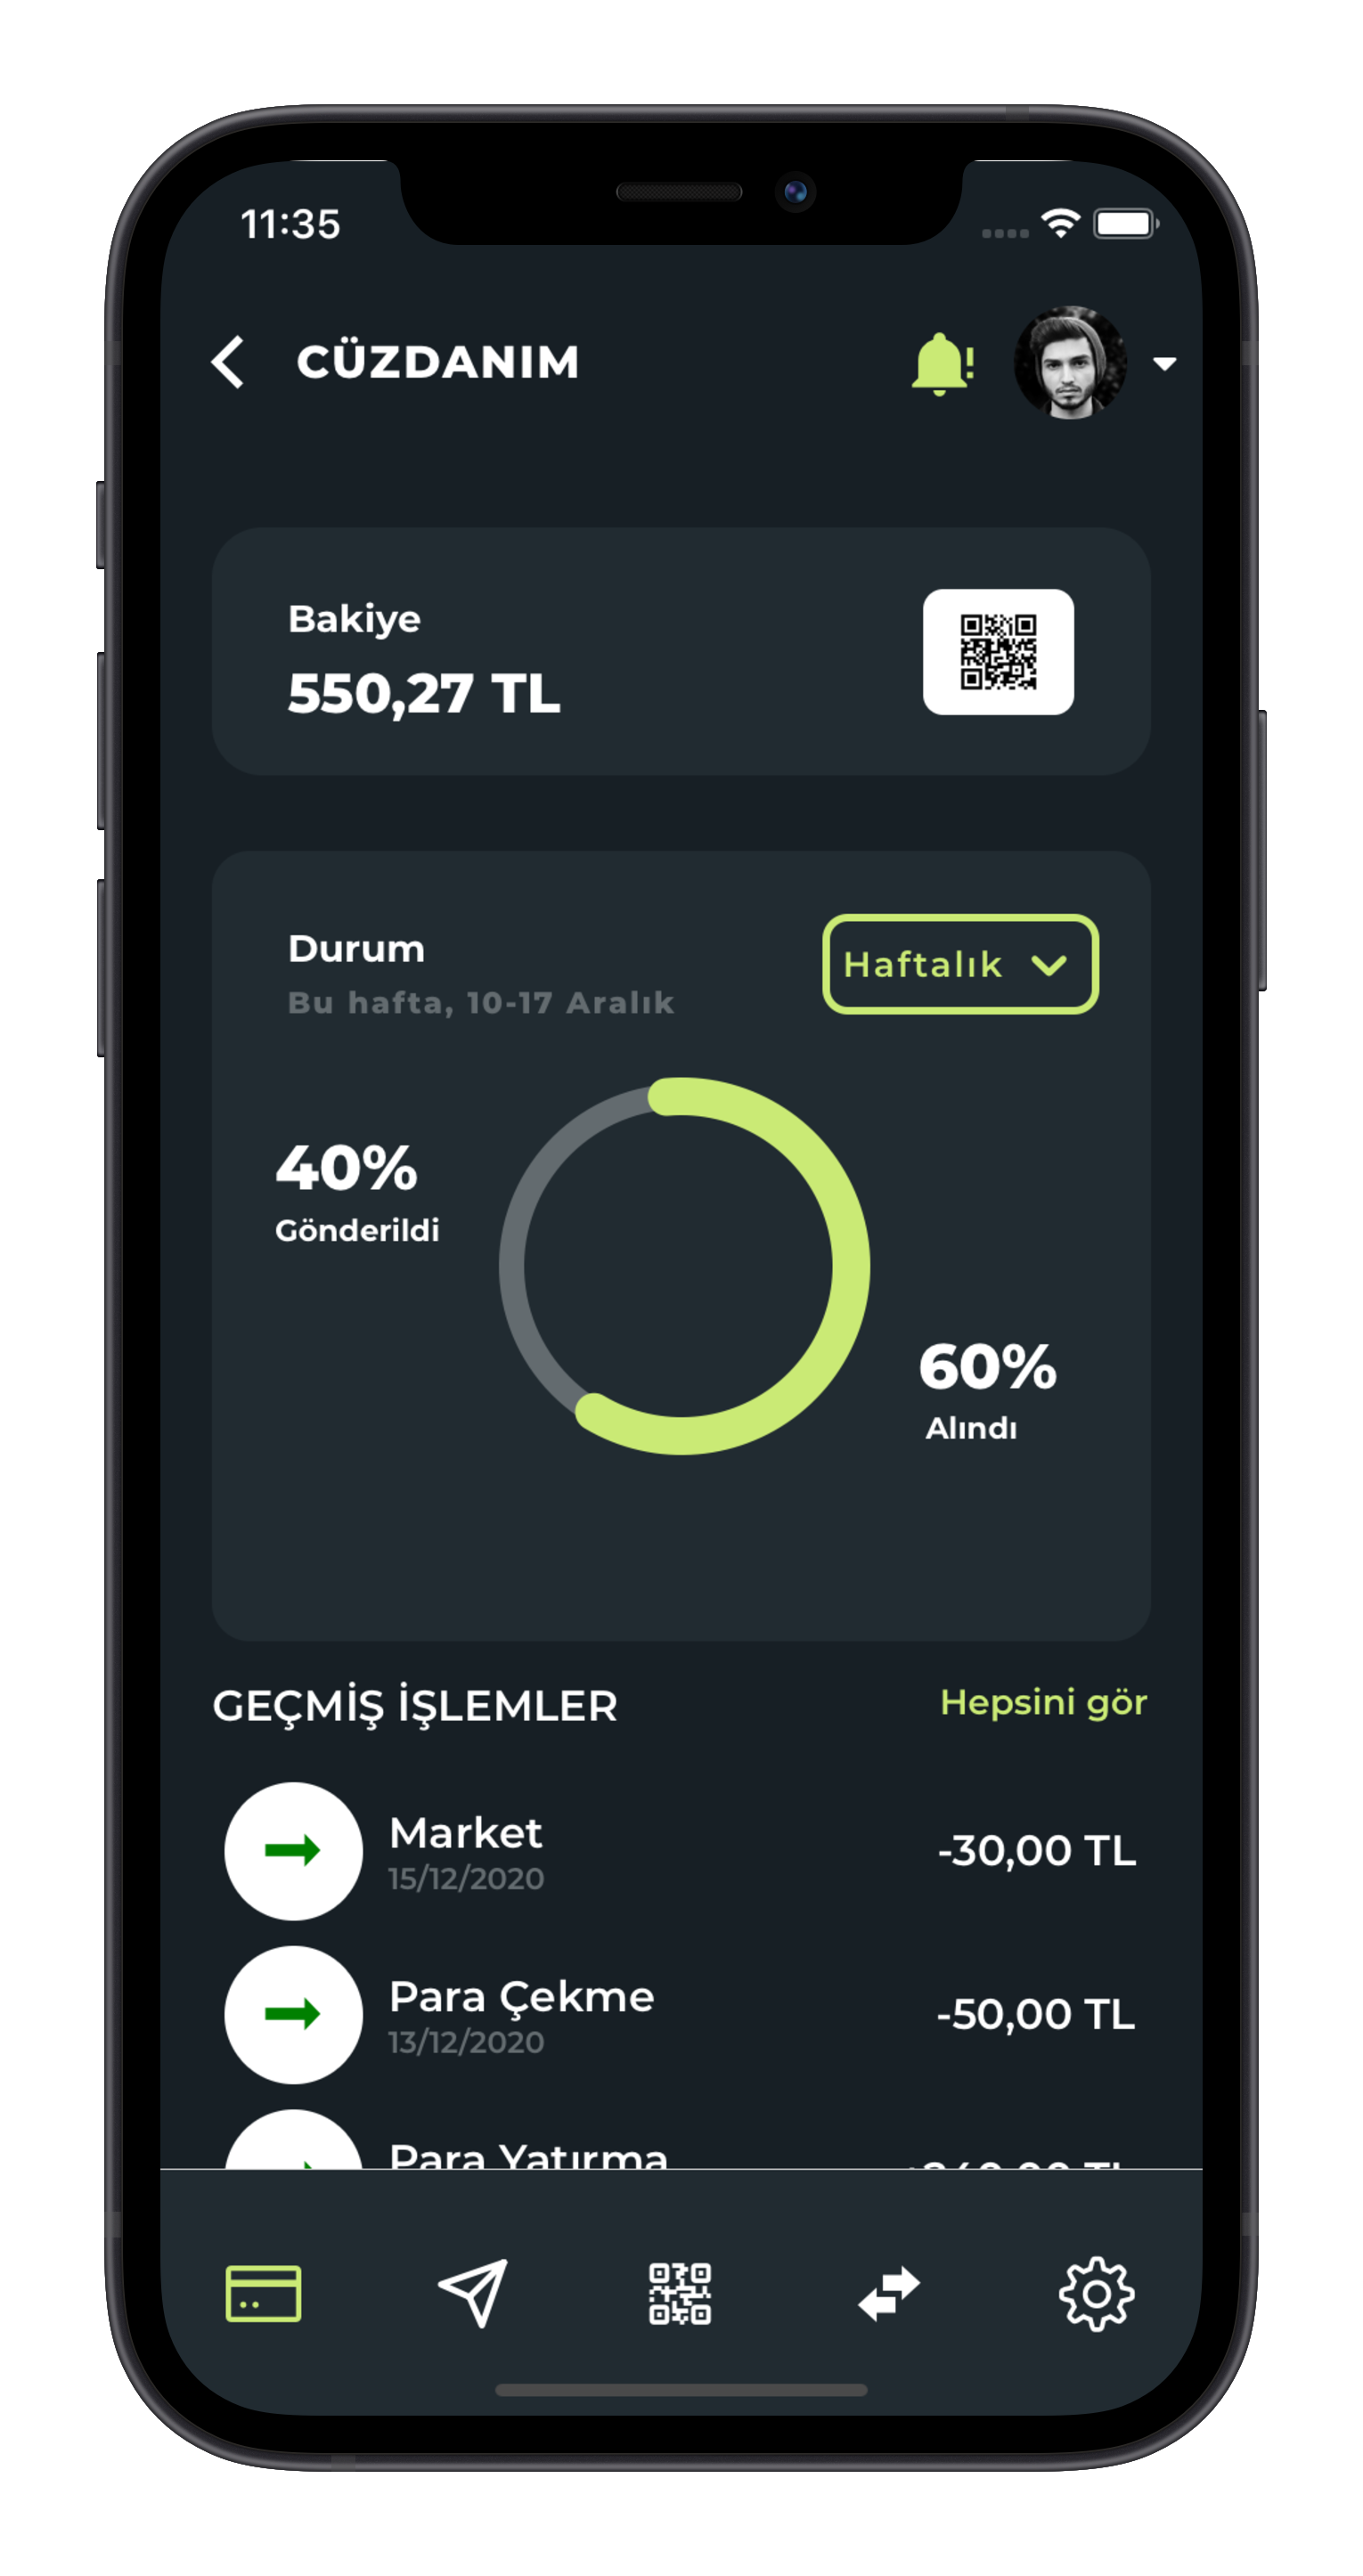 11:35
CÜZDANIM
Bakiye
550,27 TL
Durum
Haftalık
Bu hafta, 10-17 Aralık
40%
Gönderildi
60%
Alındı
GEÇMİŞ İŞLEMLER
Hepsini gör
Market
-30,00 TL
15/12/2020
Para Çekme
-50,00 TL
13/12/2020
Para Yatırma